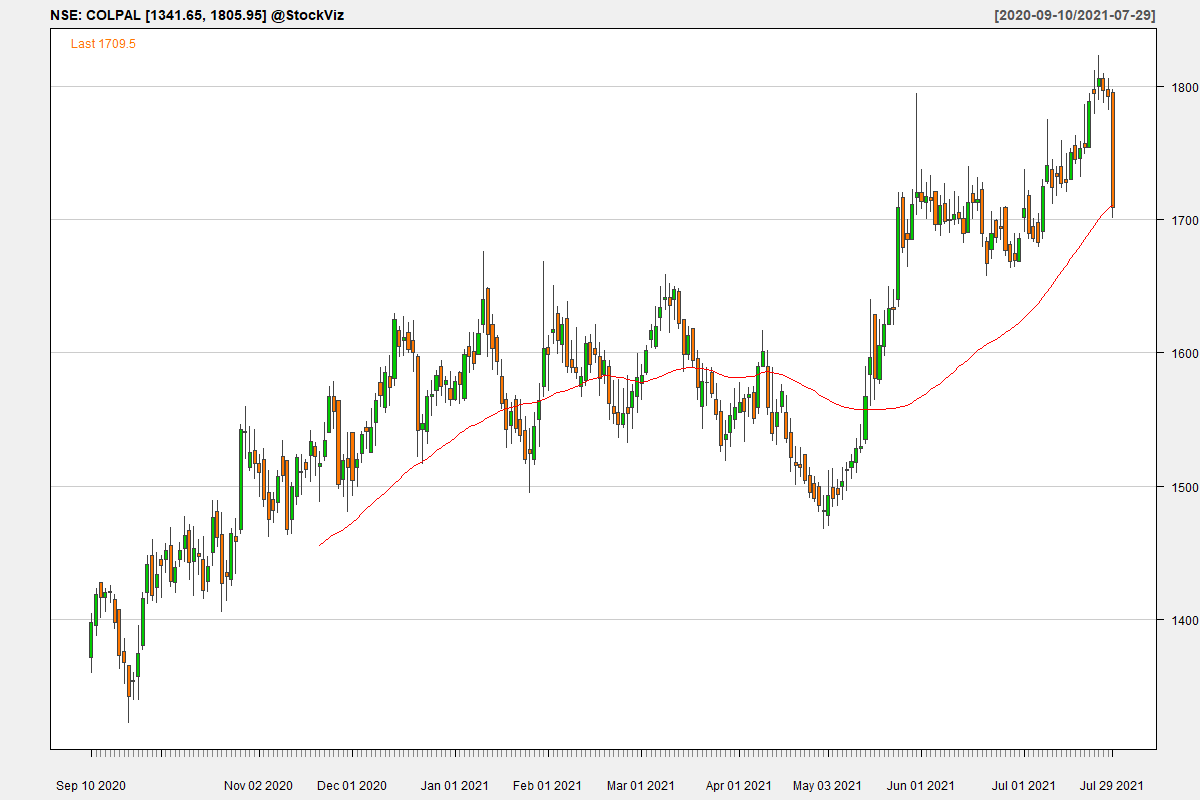 NSE: COLPAL [1341.65, 1805.95] @StockViz
[2020-09-10/2021-07-29]
Last 1709.5
1800
1700
1600
1500
1400
Sep 10 2020
Nov 02 2020
Dec 01 2020
Jan 01 2021
Feb 01 2021
Mar 01 2021
Apr 01 2021
May 03 2021
Jun 01 2021
Jul 01 2021
Jul 29 2021